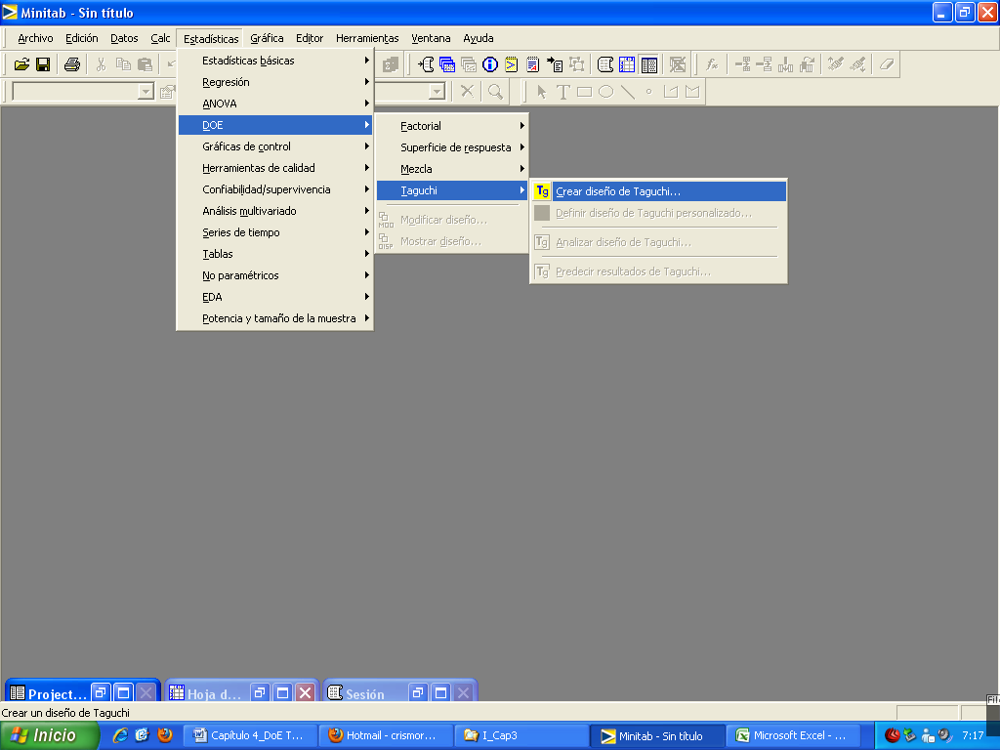 Minitab - Sin título
Archivo Edición Datos Calc Estadísticas Gráfica Editor Herramientas Ventana Ayuda
Estadísticas básicas
Regresión
ANOVA
DOE
Gráficas de control
Herramientas de calidad
Confiabilidad/supervivencia
Análisis multivariado
Series de tiempo
Tablas
No paramétricos
EDA
Potencia y tamaño de la muestra
Factorial
Superficie de respuesta
Mezcla
Taguchi
Modificar diseño...
Mostrar diseño...
Tg Crear diseño de Taguchi...
Definir diseño de Taguchi personalizado...
Tg Analizar diseño de Taguchi...
Tg Predecir resultados de Taguchi...
Project... Hoja d... Sesión
Crear un diseño de Taguchi
Inicio Capítulo 4_DoE T... Hotmail - crismor... I_Cap3 Minitab - Sin título Microsoft Excel - ... 7:17